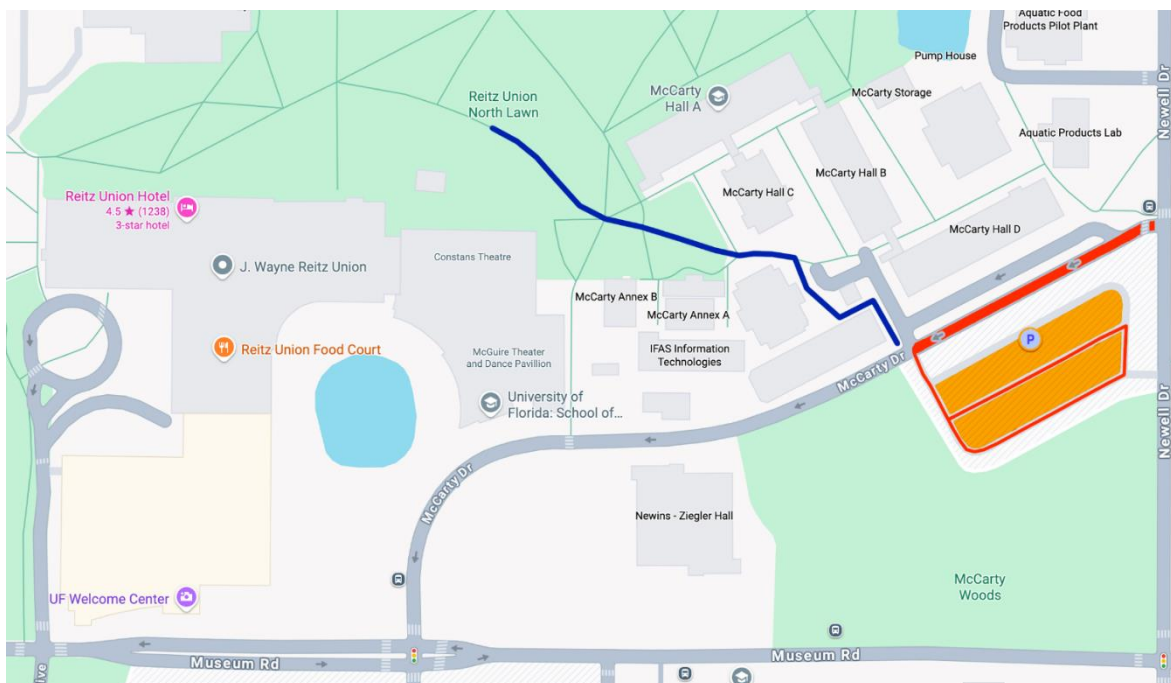 Aquatic Food
Products Pilot Plant
Pump House
Newell Dr
McCarty
Hall A
McCarty Storage
Reitz Union
North Lawn
Aquatic Products Lab
McCarty Hall B
McCarty Hall C
Reitz Union Hotel
4.5 ★ (1238)
3-star hotel
McCarty Hall D
Constans Theatre
J. Wayne Reitz Union
McCarty Annex B
McCarty Annex A
P
Reitz Union Food Court
McGuire Theater
and Dance Pavillion
IFAS Information
Technologies
McCarty Dr
University of
Florida: School of...
Newell Dr
McCarty Dr
Newins - Ziegler Hall
McCarty
Woods
UF Welcome Center
Museum Rd
Museum Rd
ive